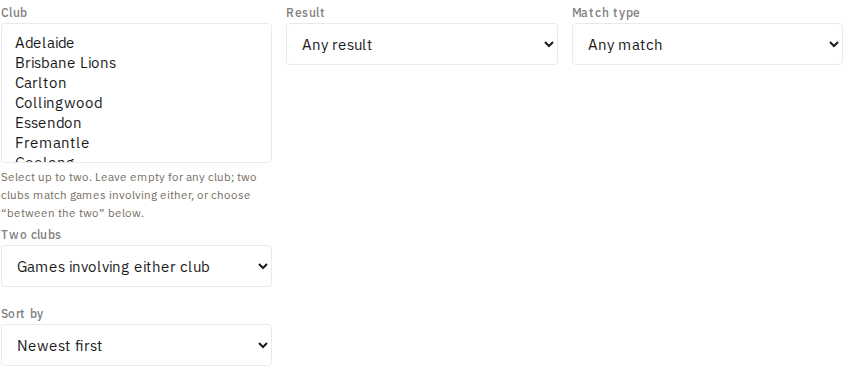 Club
Adelaide
Brisbane Lions
Carlton
Collingwood
Essendon
Fremantle
Geelong
Select up to two. Leave empty for any club; two
clubs match games involving either, or choose
“between the two” below.
Two clubs
Games involving either club
Sort by
Newest first
Result
Any result
Match type
Any match